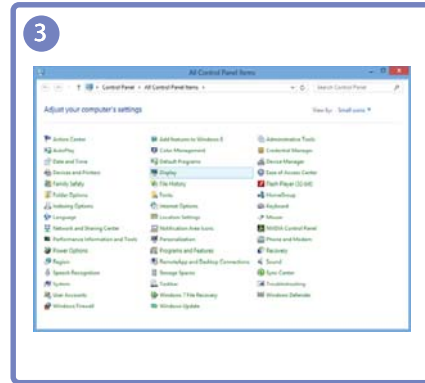 3
All Control Panel Items
Control Panel › All Control Panel Items ›
Search Control Panel
Adjust your computer's settings
View by: Small icons
Action Center
Add features to Windows 8
Administrative Tools
AutoPlay
Color Management
Credential Manager
Date and Time
Default Programs
Device Manager
Devices and Printers
Display
Ease of Access Center
Family Safety
File History
Flash Player (32-bit)
Folder Options
Fonts
HomeGroup
Indexing Options
Internet Options
Keyboard
Language
Location Settings
Mouse
Network and Sharing Center
Notification Area Icons
NVIDIA Control Panel
Performance Information and Tools
Personalization
Phone and Modem
Power Options
Programs and Features
Recovery
Region
RemoteApp and Desktop Connections
Sound
Speech Recognition
Storage Spaces
Sync Center
System
Taskbar
Troubleshooting
User Accounts
Windows 7 File Recovery
Windows Defender
Windows Firewall
Windows Update